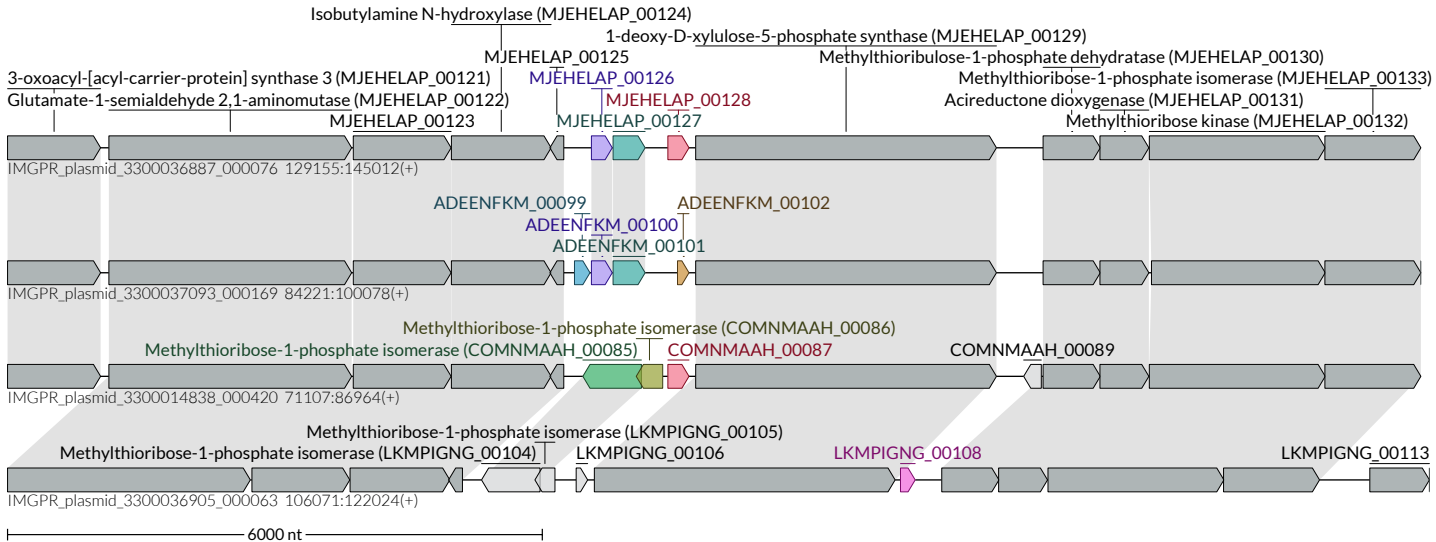 Isobutylamine N-hydroxylase (MJEHELAP_00124)
1-deoxy-D-xylulose-5-phosphate synthase (MJEHELAP_00129)
MJEHELAP_00125
Methylthioribulose-1-phosphate dehydratase (MJEHELAP_00130)
3-oxoacyl-[acyl-carrier-protein] synthase 3 (MJEHELAP_00121)
MJEHELAP_00126
Methylthioribose-1-phosphate isomerase (MJEHELAP_00133)
Glutamate-1-semialdehyde 2,1-aminomutase (MJEHELAP_00122)
MJEHELAP_00128
Acireductone dioxygenase (MJEHELAP_00131)
MJEHELAP_00123
MJEHELAP_00127
Methylthioribose kinase (MJEHELAP_00132)
IMGPR_plasmid_3300036887_000076 129155:145012(+)
ADEENFKM_00099
ADEENFKM_00102
ADEENFKM_00100
ADEENFKM_00101
IMGPR_plasmid_3300037093_000169 84221:100078(+)
Methylthioribose-1-phosphate isomerase (COMNMAAH_00086)
Methylthioribose-1-phosphate isomerase (COMNMAAH_00085)
COMNMAAH_00087
COMNMAAH_00089
IMGPR_plasmid_3300014838_000420 71107:86964(+)
Methylthioribose-1-phosphate isomerase (LKMPIGNG_00105)
Methylthioribose-1-phosphate isomerase (LKMPIGNG_00104)
LKMPIGNG_00106
LKMPIGNG_00108
LKMPIGNG_00113
IMGPR_plasmid_3300036905_000063 106071:122024(+)
6000 nt